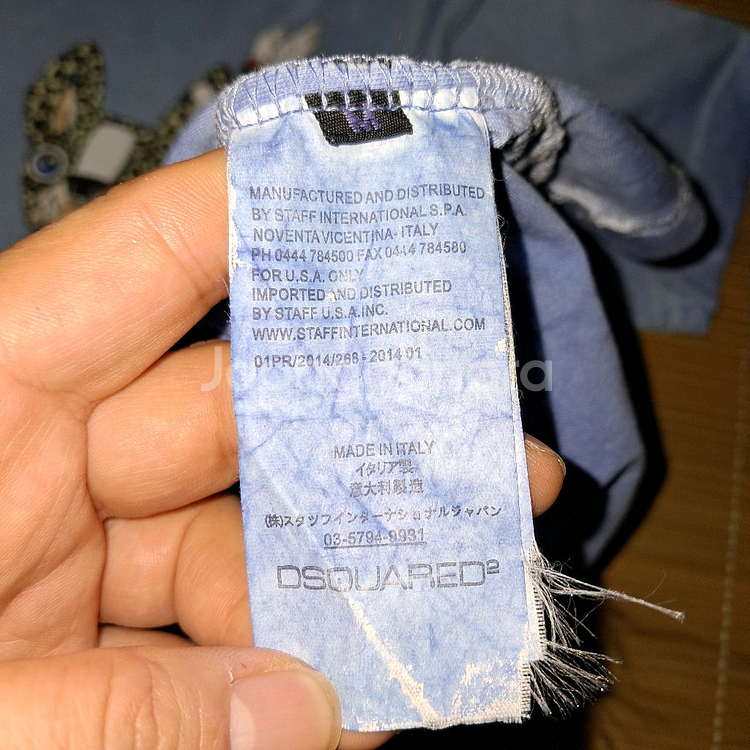 M
MANUFACTURED AND DISTRIBUTED
BY STAFF INTERNATIONAL S.P.A.
NOVENTA VICENTINA - ITALY
PH 0444 784500 FAX 0444 784580
FOR U.S.A. ONLY
IMPORTED AND DISTRIBUTED
BY STAFF U.S.A. INC.
WWW.STAFFINTERNATIONAL.COM
01PR/2014/268 - 2014 01
MADE IN ITALY
イタリア製
意大利製造
(株)スタッフインターナショナルジャパン
03-5794-9931
DSQUARED²